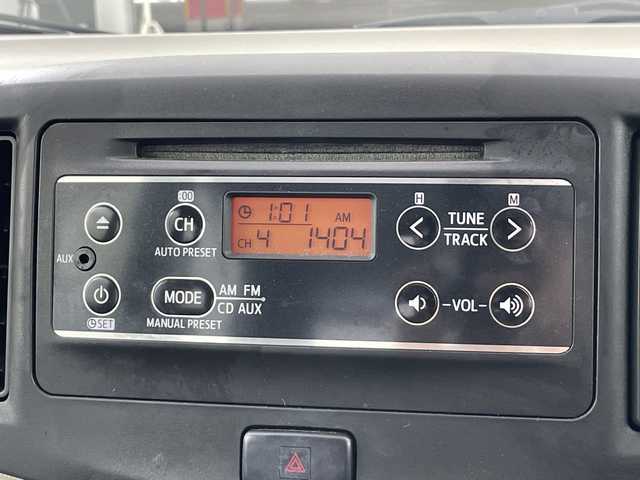 :00
H
M
CH
1:01 AM
CH 4 1404
TUNE
TRACK
AUTO PRESET
AUX
MODE
AM FM
CD AUX
-VOL-
SET
MANUAL PRESET